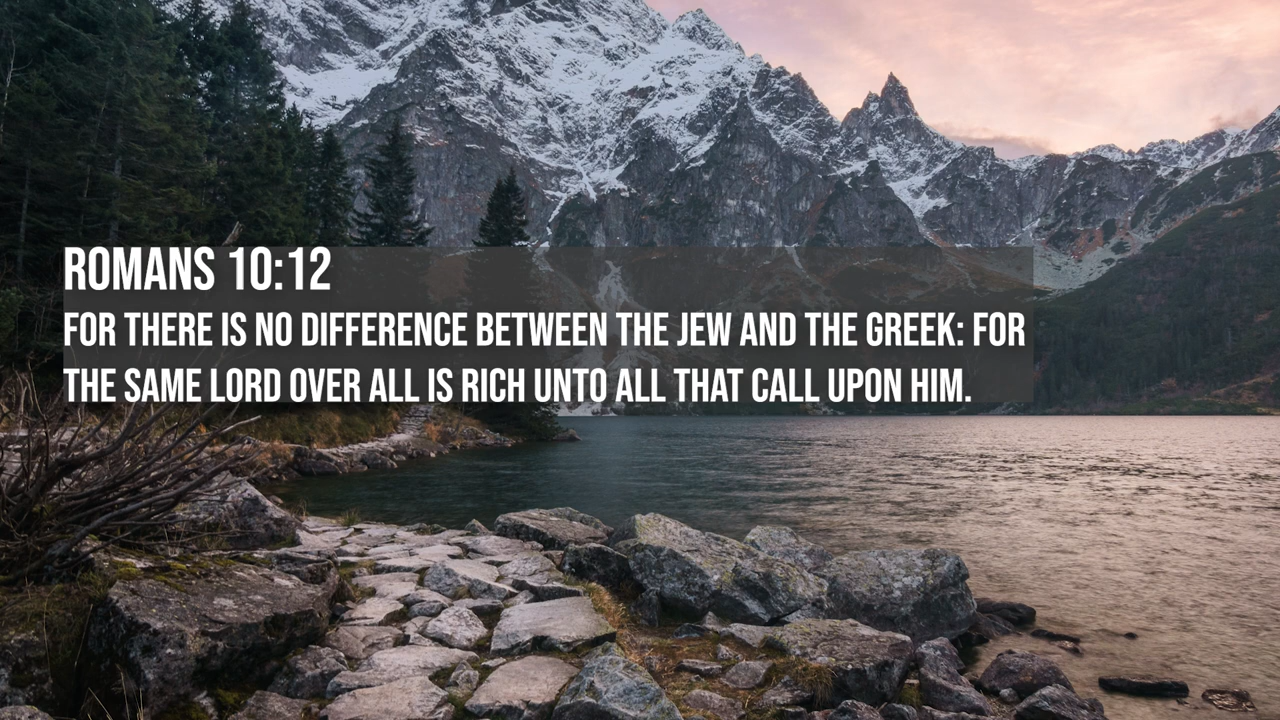 ROMANS 10:12
FOR THERE IS NO DIFFERENCE BETWEEN THE JEW AND THE GREEK: FOR
THE SAME LORD OVER ALL IS RICH UNTO ALL THAT CALL UPON HIM.